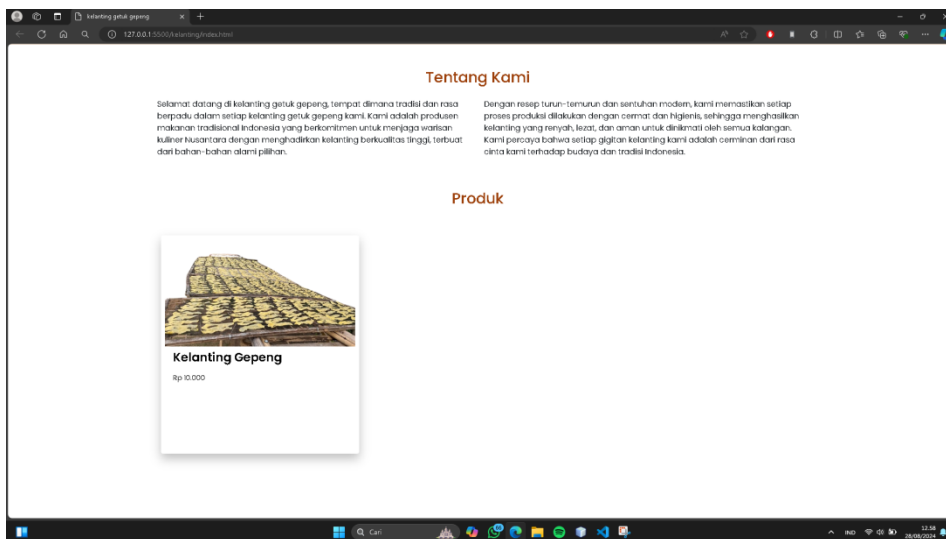 kelanting getuk gepeng
127.0.0.1:5500/kelanting/index.html
Tentang Kami
Selamat datang di kelanting getuk gepeng, tempat dimana tradisi dan rasa
berpadu dalam setiap kelanting getuk gepeng kami. Kami adalah produsen
makanan tradisional Indonesia yang berkomitmen untuk menjaga warisan
kuliner Nusantara dengan menghadirkan kelanting berkualitas tinggi, terbuat
dari bahan-bahan alami pilihan.
Dengan resep turun-temurun dan sentuhan modern, kami memastikan setiap
proses produksi dilakukan dengan cermat dan higienis, sehingga menghasilkan
kelanting yang renyah, lezat, dan aman untuk dinikmati oleh semua kalangan.
Kami percaya bahwa setiap gigitan kelanting kami adalah cerminan dari rasa
cinta kami terhadap budaya dan tradisi Indonesia.
Produk
Kelanting Gepeng
Rp 10.000
Cari
IND
12.58
28/08/2024